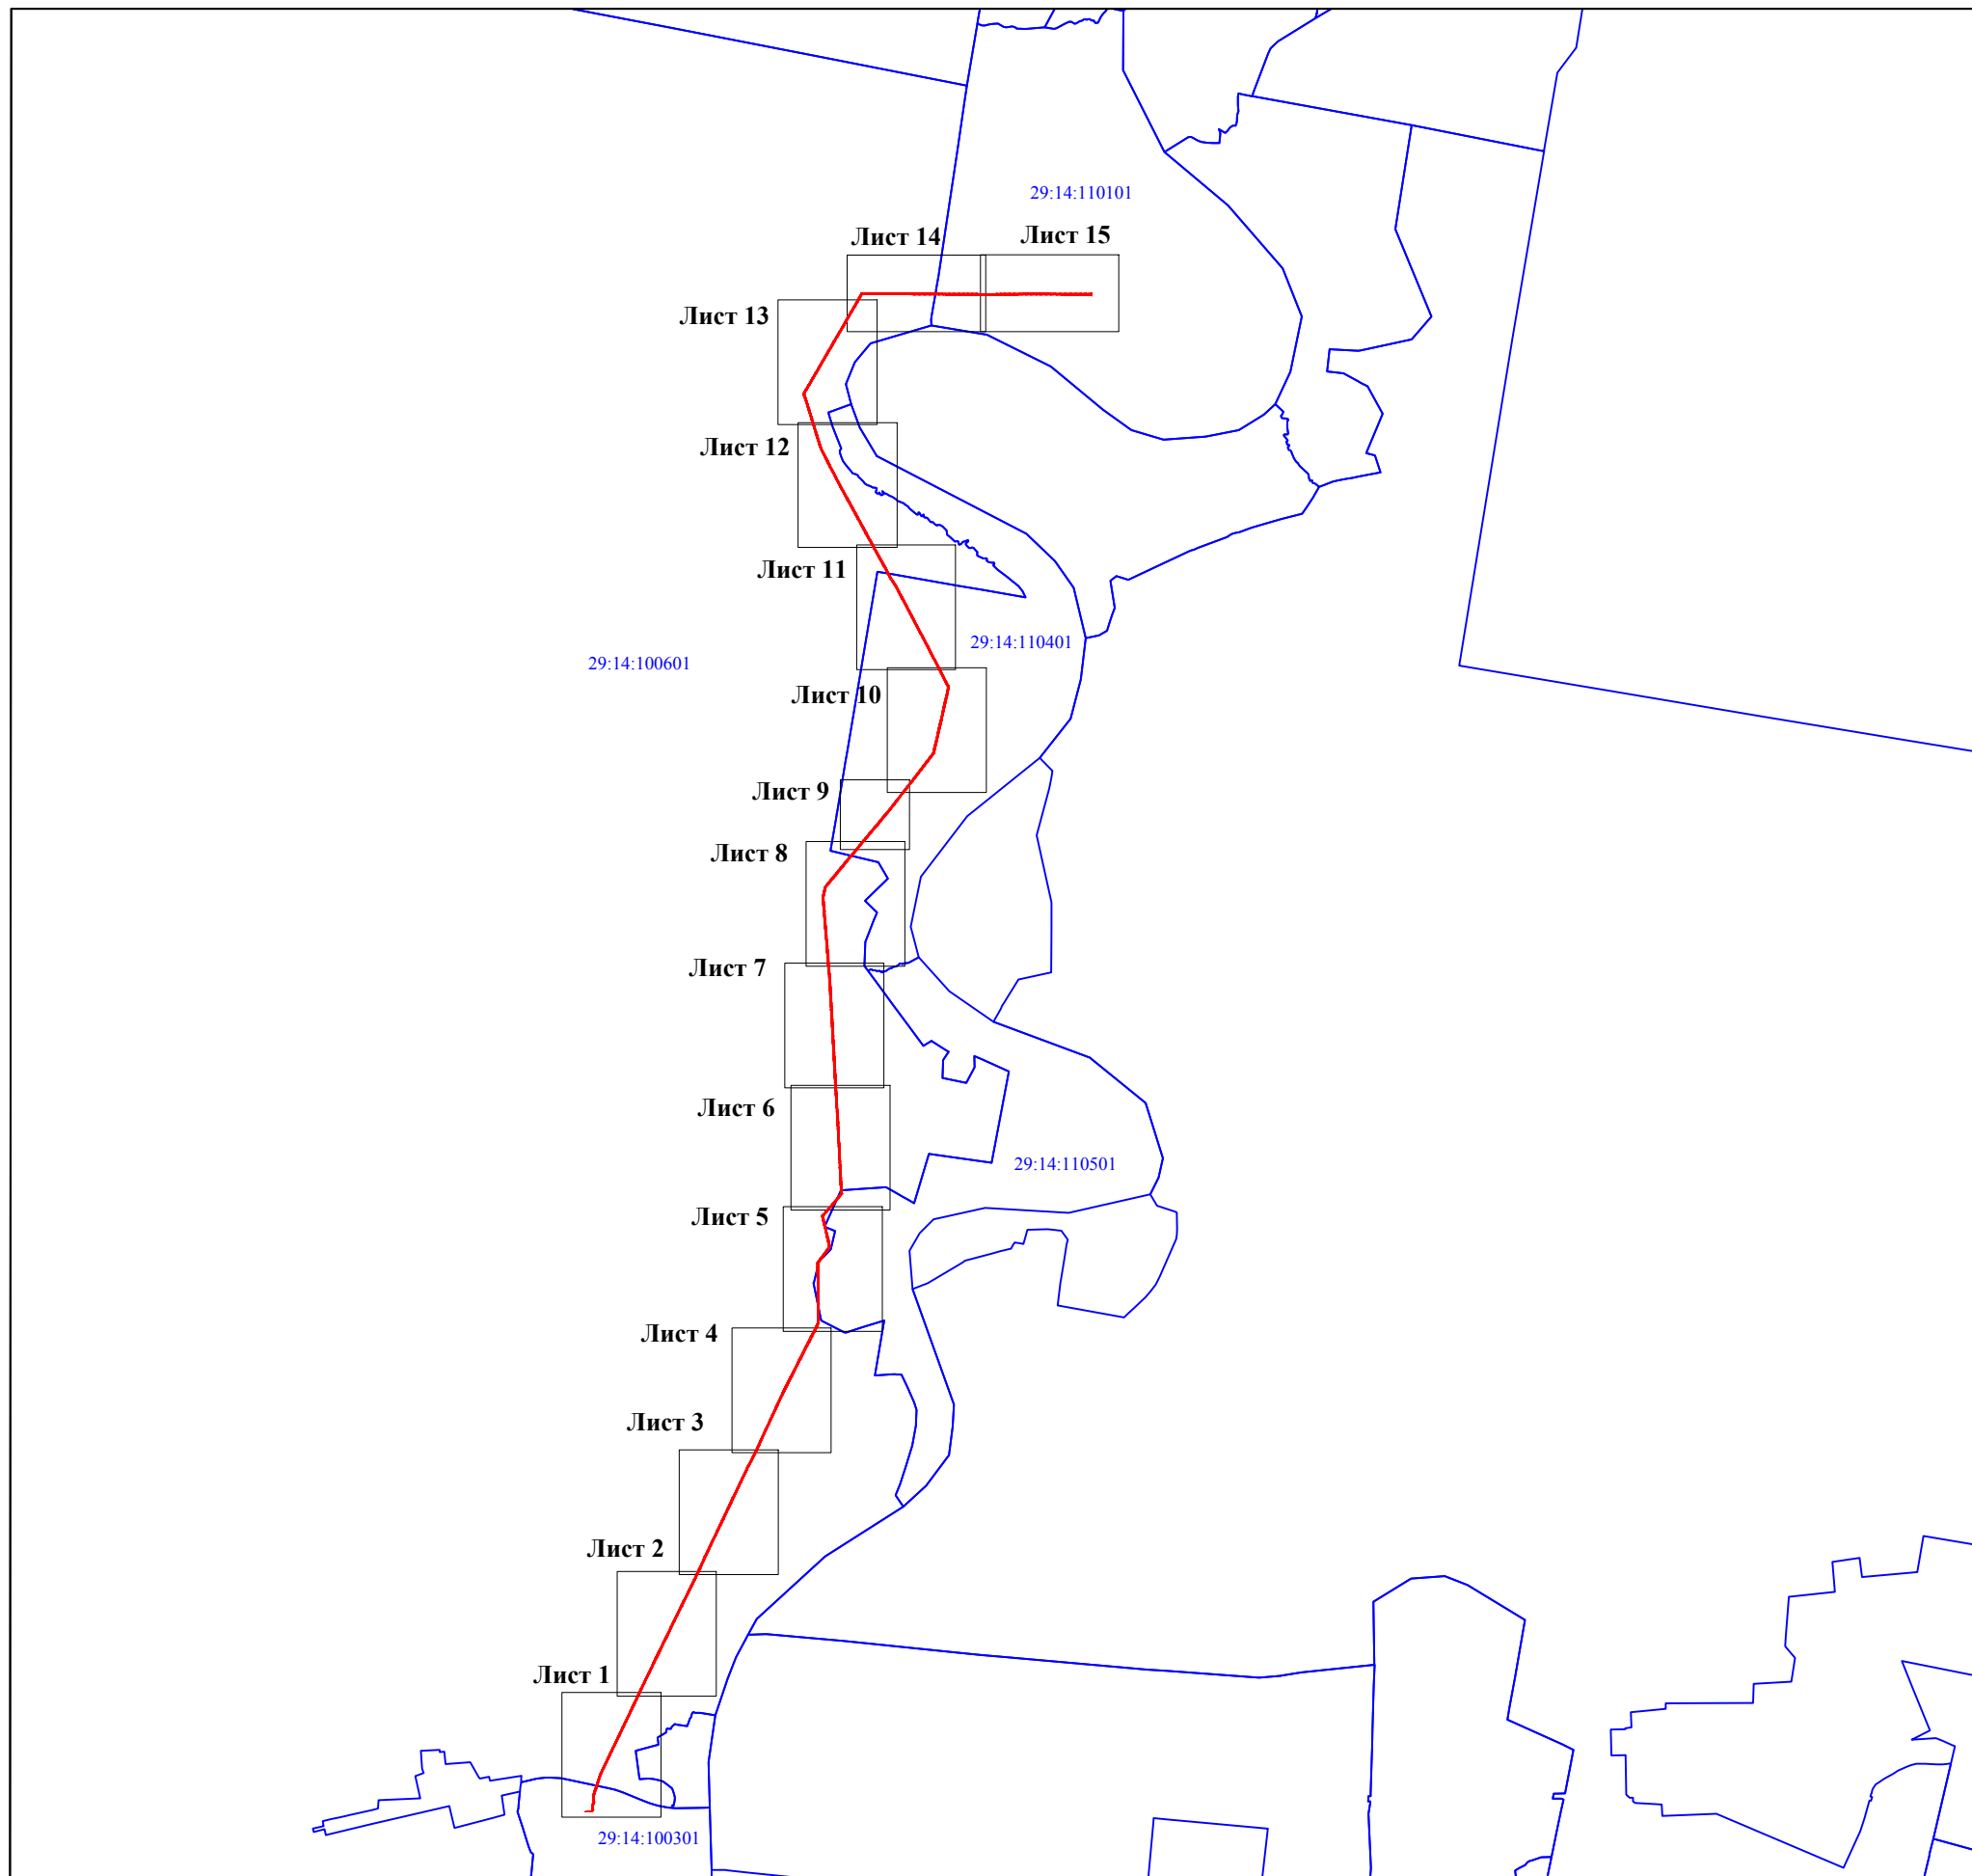 29:14:110101
Лист 14
Лист 15
Лист 13
Лист 12
Лист 11
29:14:110401
29:14:100601
Лист 10
Лист 9
Лист 8
Лист 7
Лист 6
29:14:110501
Лист 5
Лист 4
Лист 3
Лист 2
Лист 1
29:14:100301